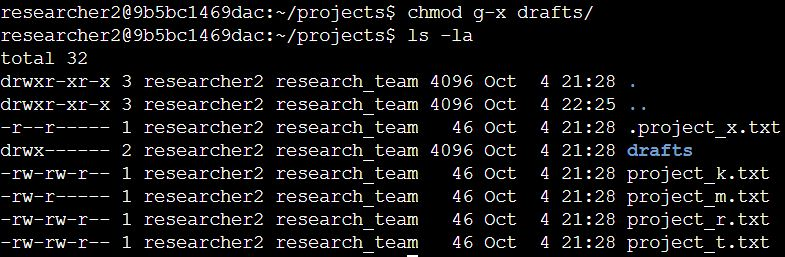 researcher2@9b5bc1469dac:~/projects$ chmod g-x drafts/
researcher2@9b5bc1469dac:~/projects$ ls -la
total 32
drwxr-xr-x 3 researcher2 research_team 4096 Oct  4 21:28 .
drwxr-xr-x 3 researcher2 research_team 4096 Oct  4 22:25 ..
-r--r----- 1 researcher2 research_team   46 Oct  4 21:28 .project_x.txt
drwx------ 2 researcher2 research_team 4096 Oct  4 21:28 drafts
-rw-rw-r-- 1 researcher2 research_team   46 Oct  4 21:28 project_k.txt
-rw-r----- 1 researcher2 research_team   46 Oct  4 21:28 project_m.txt
-rw-rw-r-- 1 researcher2 research_team   46 Oct  4 21:28 project_r.txt
-rw-rw-r-- 1 researcher2 research_team   46 Oct  4 21:28 project_t.txt